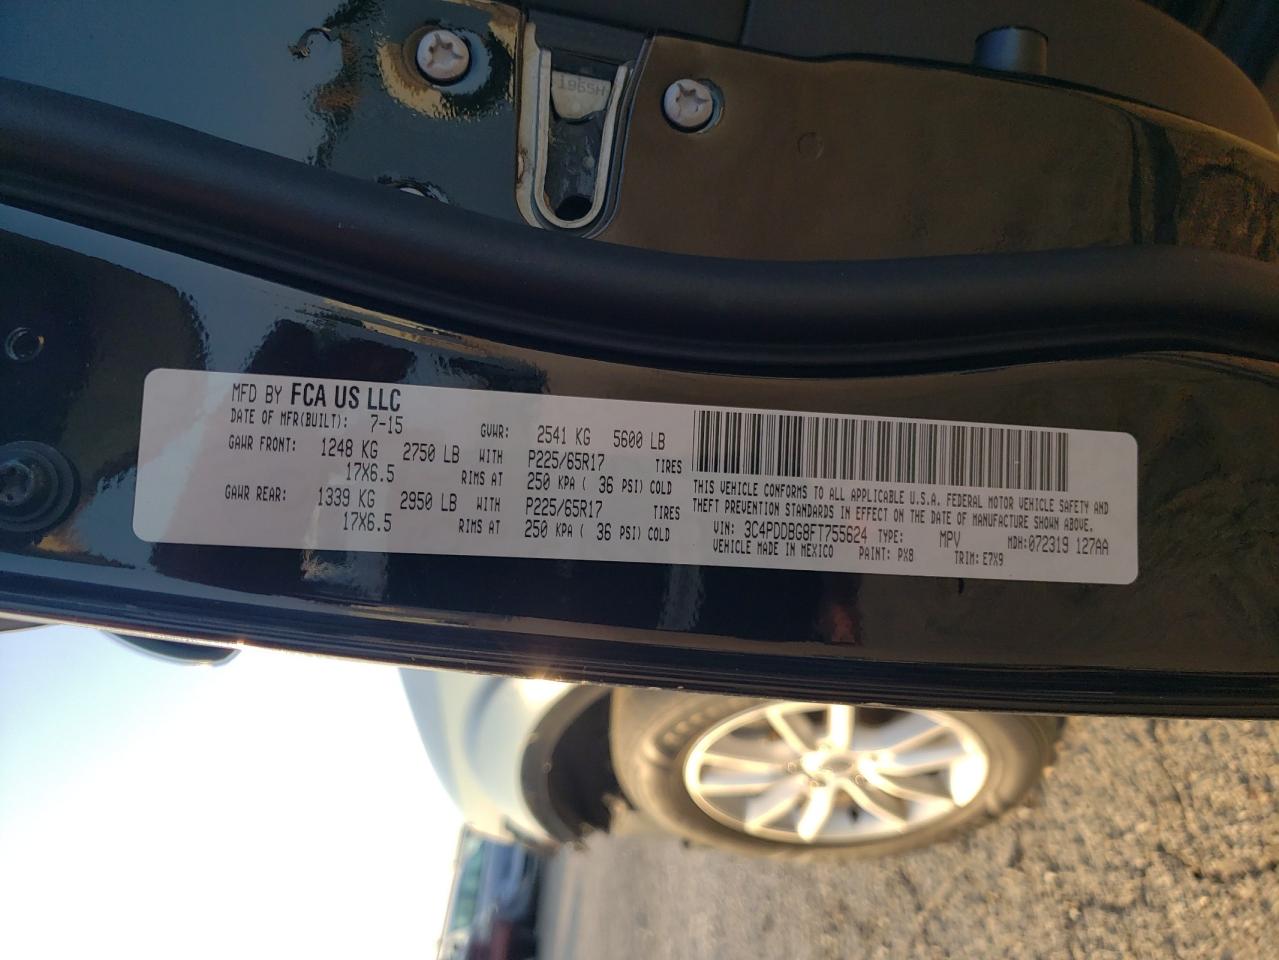 1965H
MFD BY FCA US LLC
DATE OF MFR(BUILT): 7-15 GVWR: 2541 KG 5600 LB
GAWR FRONT: 1248 KG 2750 LB WITH P225/65R17 TIRES
17X6.5 RIMS AT 250 KPA ( 36 PSI) COLD
GAWR REAR: 1339 KG 2950 LB WITH P225/65R17 TIRES
17X6.5 RIMS AT 250 KPA ( 36 PSI) COLD
THIS VEHICLE CONFORMS TO ALL APPLICABLE U.S.A. FEDERAL MOTOR VEHICLE SAFETY AND
THEFT PREVENTION STANDARDS IN EFFECT ON THE DATE OF MANUFACTURE SHOWN ABOVE.
VIN: 3C4PDDBG8FT755624 TYPE: MPV MDH: 072319 127AA
VEHICLE MADE IN MEXICO PAINT: PX8 TRIM: E7X9